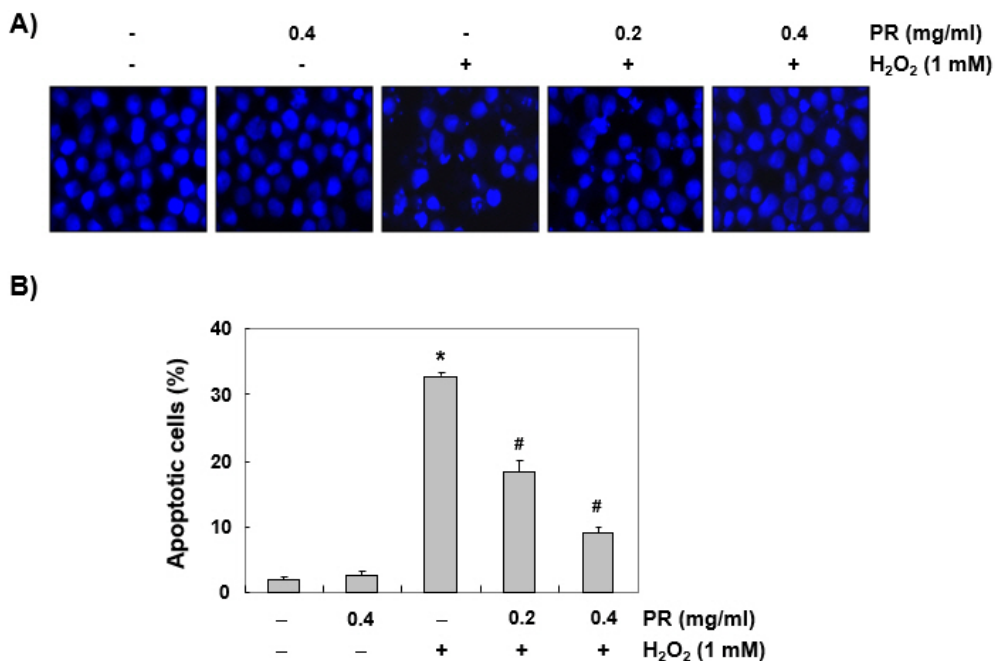 A)
- 0.4 - 0.2 0.4 PR (mg/ml)
- - + + + H₂O₂ (1 mM)
B)
40
30
20
10
0
Apoptotic cells (%)
*
#
#
– 0.4 – 0.2 0.4 PR (mg/ml)
– – + + + H₂O₂ (1 mM)